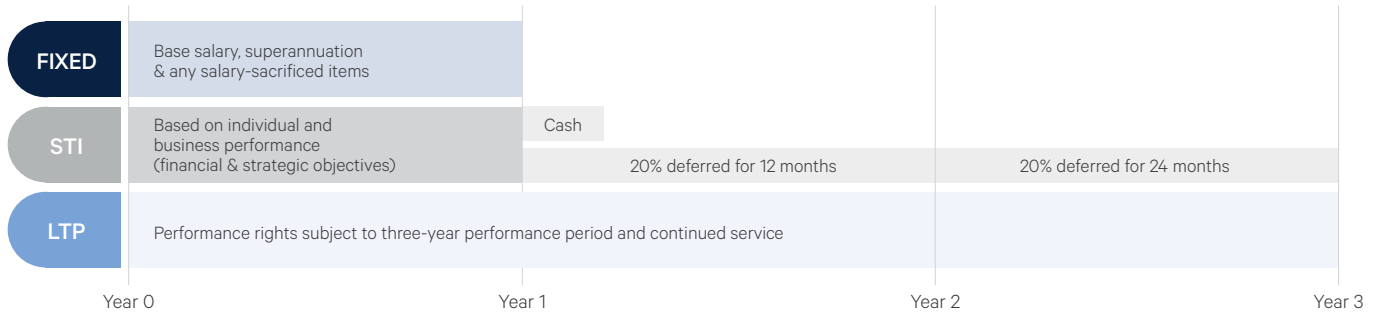 FIXED
Base salary, superannuation
& any salary-sacrificed items
STI
Based on individual and
business performance
(financial & strategic objectives)
Cash
20% deferred for 12 months
20% deferred for 24 months
LTP
Performance rights subject to three-year performance period and continued service
Year 0
Year 1
Year 2
Year 3